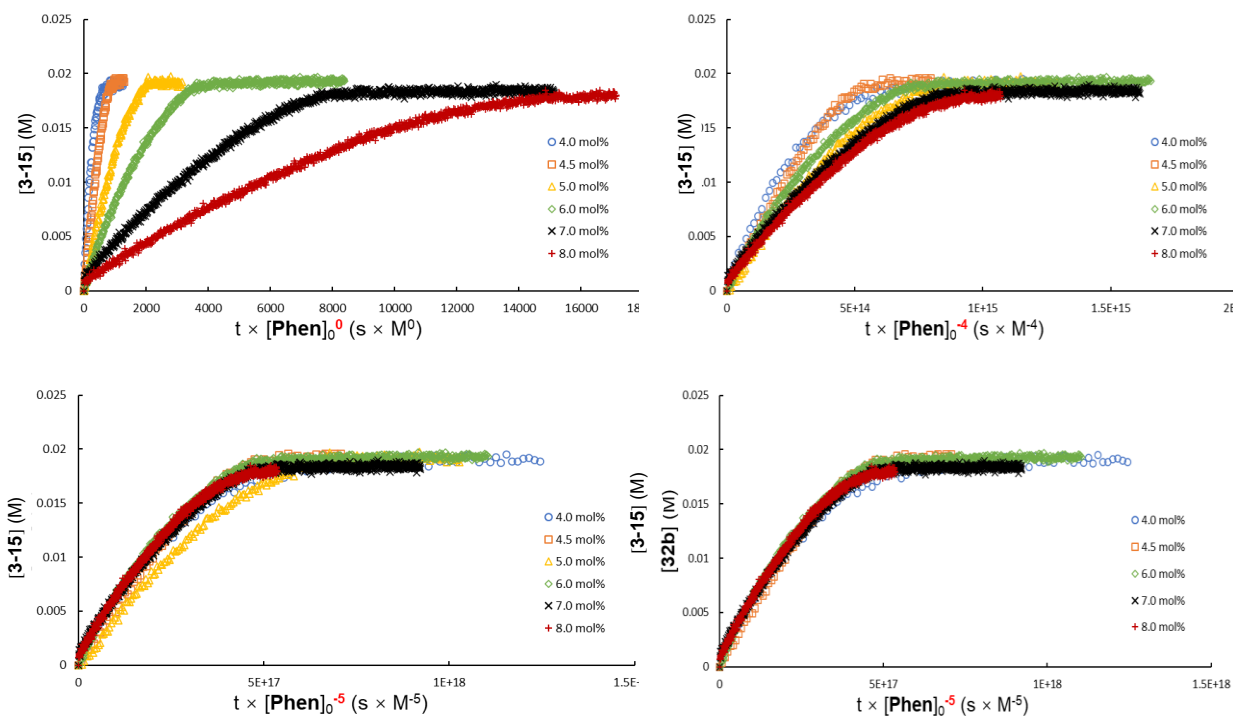 0.025
0.02
0.015
0.01
0.005
0
[3-15] (M)
4.0 mol%
4.5 mol%
5.0 mol%
6.0 mol%
7.0 mol%
8.0 mol%
0 2000 4000 6000 8000 10000 12000 14000 16000 18
t × [Phen]₀⁰ (s × M⁰)
0.025
0.02
.015
0.01
0.005
0
[3-15] (M)
4.0 mol%
4.5 mol%
5.0 mol%
6.0 mol%
7.0 mol%
8.0 mol%
0 5E+14 1E+15 1.5E+15 2E
t × [Phen]₀⁻⁴ (s × M⁻⁴)
0.025
0.02
0.015
0.01
0.005
0
[3-15] (M)
4.0 mol%
4.5 mol%
5.0 mol%
6.0 mol%
7.0 mol%
8.0 mol%
0 5E+17 1E+18 1.5E-
t × [Phen]₀⁻⁵ (s × M⁻⁵)
0.025
0.02
0.015
0.01
0.005
0
[3-15] (M)
[32b] (M)
4.0 mol%
4.5 mol%
6.0 mol%
7.0 mol%
8.0 mol%
0 5E+17 1E+18 1.5E+18
t × [Phen]₀⁻⁵ (s × M⁻⁵)